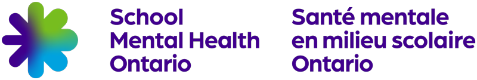 School
Mental Health
Ontario
Santé mentale
en milieu scolaire
Ontario